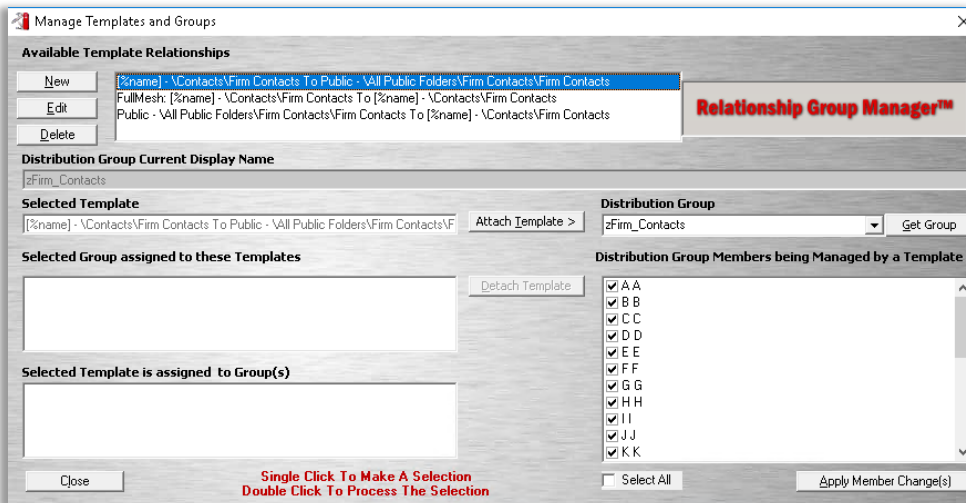 Manage Templates and Groups
Available Template Relationships
New
Edit
Delete
[%name] - \Contacts\Firm Contacts To Public - \All Public Folders\Firm Contacts\Firm Contacts
FullMesh: [%name] - \Contacts\Firm Contacts To [%name] - \Contacts\Firm Contacts
Public - \All Public Folders\Firm Contacts\Firm Contacts To [%name] - \Contacts\Firm Contacts
Relationship Group Manager™
Distribution Group Current Display Name
zFirm_Contacts
Selected Template
[%name] - \Contacts\Firm Contacts To Public - \All Public Folders\Firm Contacts\F
Attach Template >
Distribution Group
zFirm_Contacts
Get Group
Selected Group assigned to these Templates
Detach Template
Distribution Group Members being Managed by a Template
A A
B B
C C
D D
E E
F F
G G
H H
I I
J J
K K
Selected Template is assigned to Group(s)
Close
Single Click To Make A Selection
Double Click To Process The Selection
Select All
Apply Member Change(s)